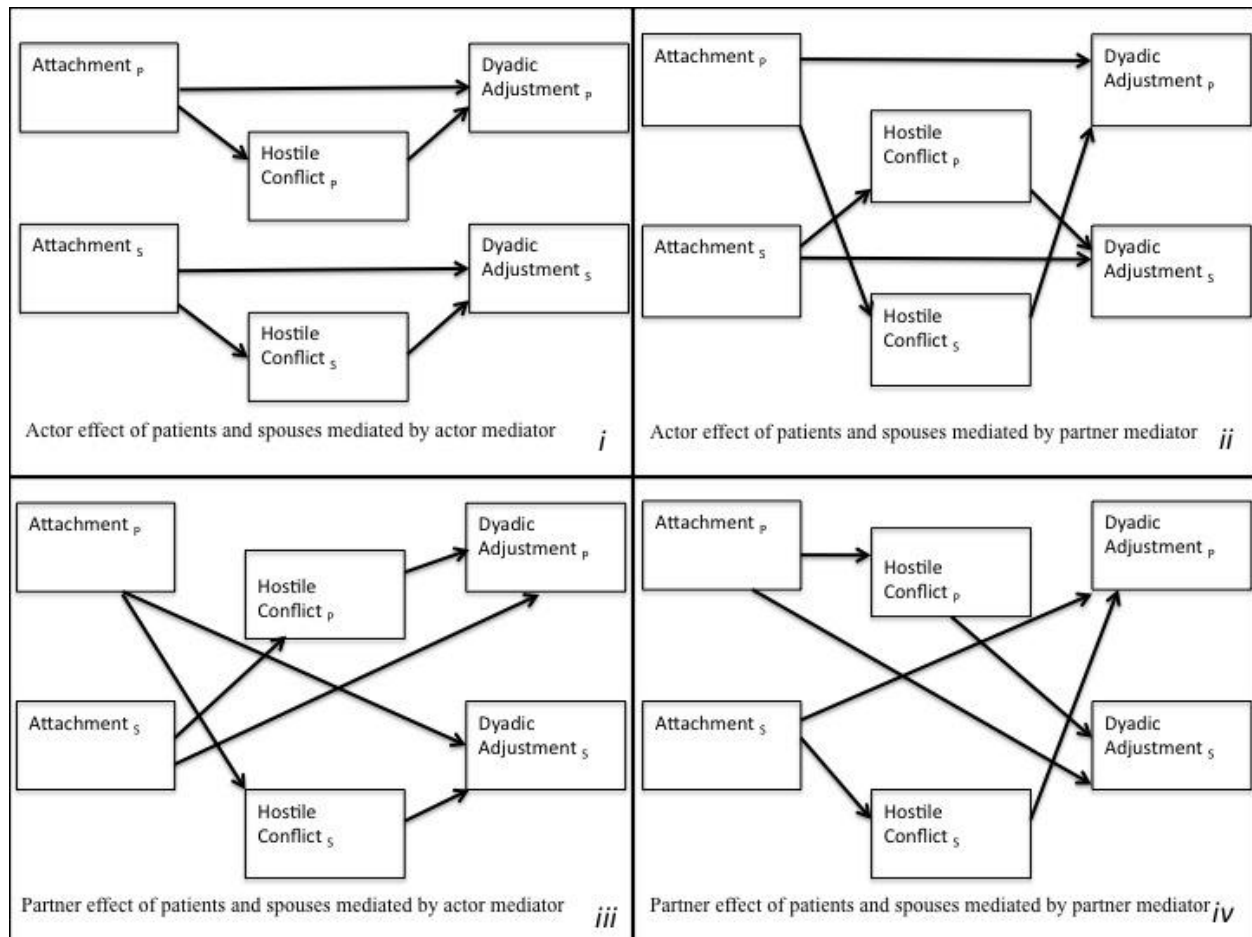 Attachment P
Dyadic
Adjustment P
Hostile
Conflict P
Attachment S
Dyadic
Adjustment S
Hostile
Conflict S
Actor effect of patients and spouses mediated by actor mediator
i
Attachment P
Dyadic
Adjustment P
Hostile
Conflict P
Attachment S
Dyadic
Adjustment S
Hostile
Conflict S
Actor effect of patients and spouses mediated by partner mediator
ii
Attachment P
Dyadic
Adjustment P
Hostile
Conflict P
Attachment S
Dyadic
Adjustment S
Hostile
Conflict S
Partner effect of patients and spouses mediated by actor mediator
iii
Attachment P
Dyadic
Adjustment P
Hostile
Conflict P
Attachment S
Dyadic
Adjustment S
Hostile
Conflict S
Partner effect of patients and spouses mediated by partner mediator
iv